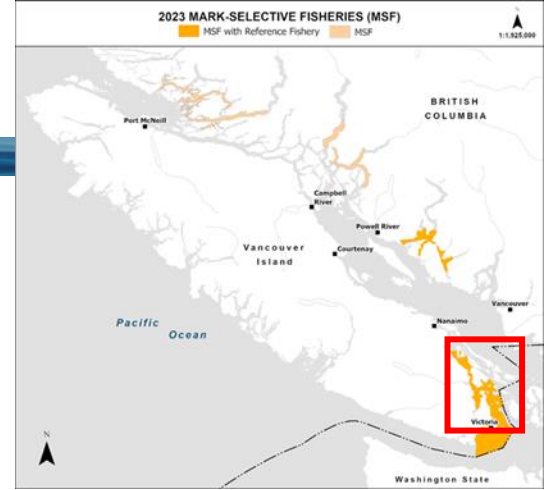 2023 MARK-SELECTIVE FISHERIES (MSF)
MSF with Reference Fishery
MSF
N
1:1,925,000
BRITISH
COLUMBIA
Port McNeill
Campbell
River
Powell River
Vancouver
Island
Courtenay
Vancouver
Nanaimo
Pacific
Ocean
Victoria
N
Washington State